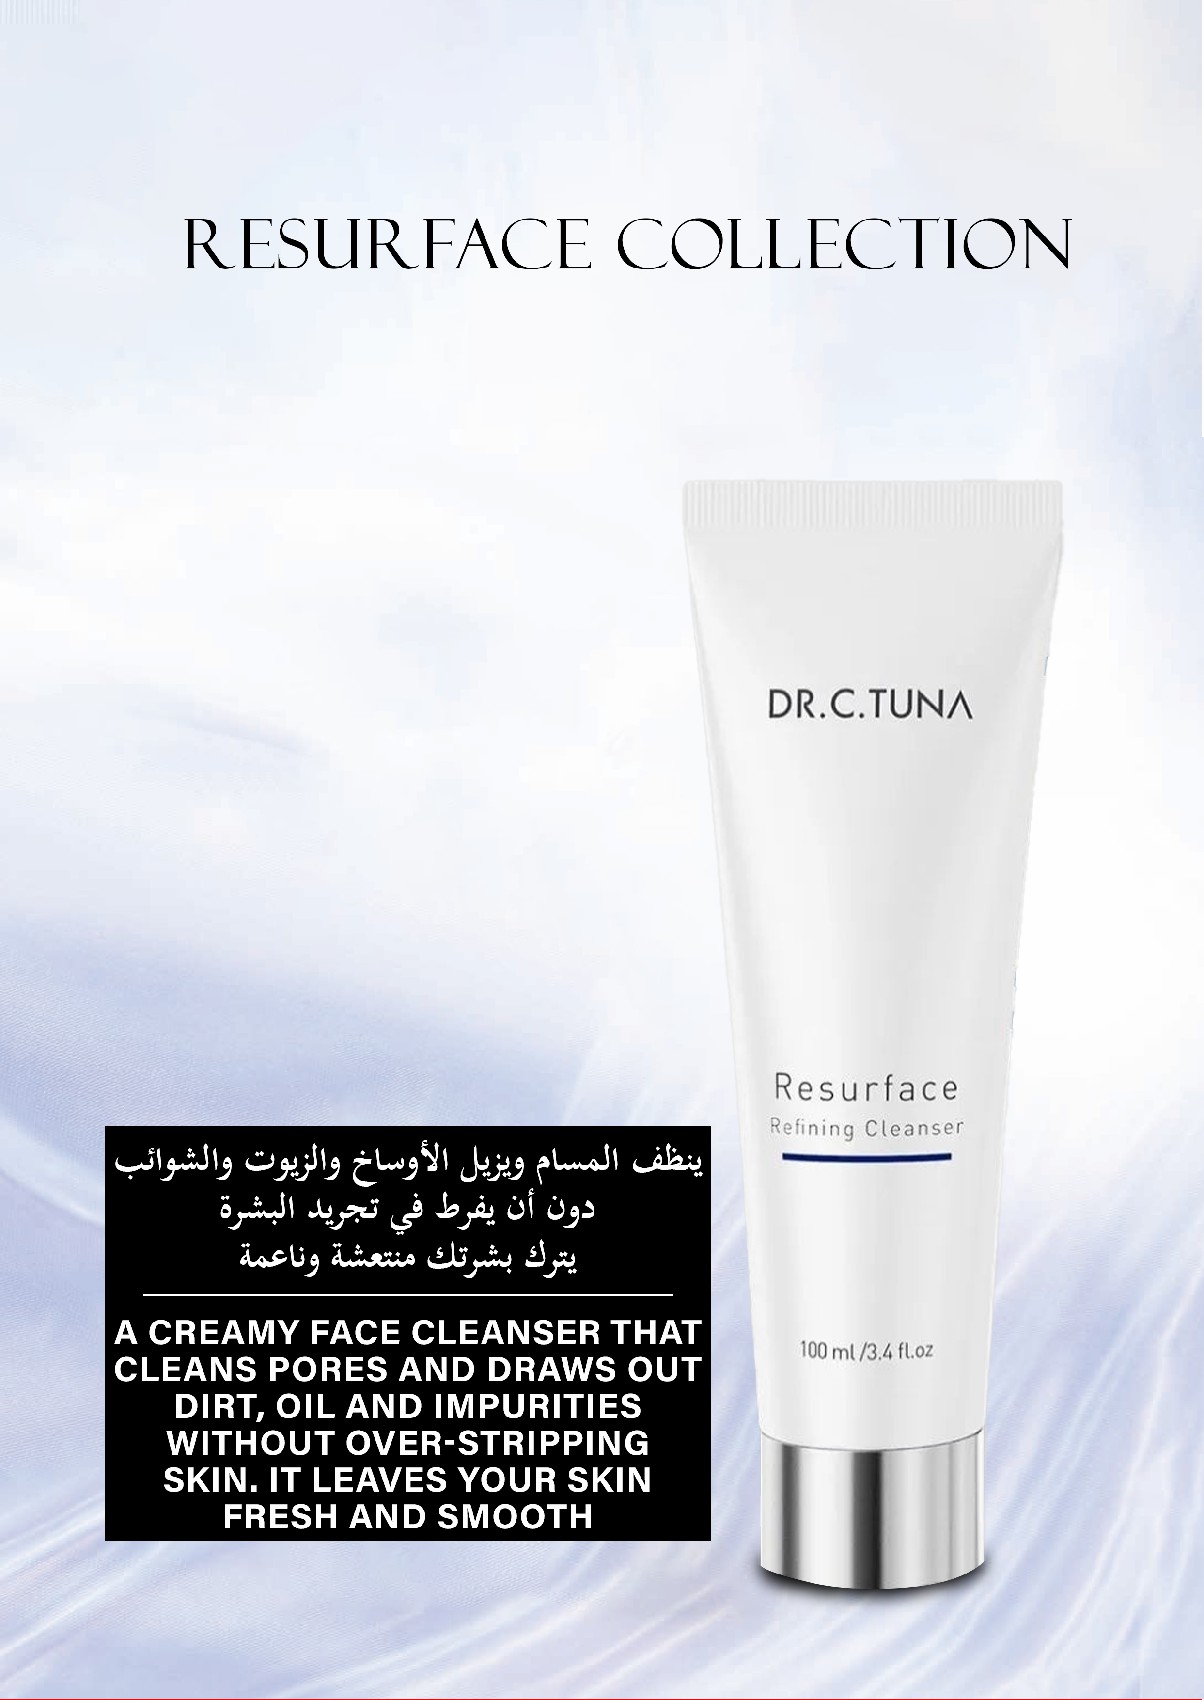 RESURFACE COLLECTION
DR.C.TUNA
Resurface
Refining Cleanser
100 ml/3.4 fl.oz
ينظف المسام ويزيل الأوساخ والزيوت والشوائب
دون أن يفرط في تجريد البشرة
يترك بشرتك منتعشة وناعمة
A CREAMY FACE CLEANSER THAT
CLEANS PORES AND DRAWS OUT
DIRT, OIL AND IMPURITIES
WITHOUT OVER-STRIPPING
SKIN. IT LEAVES YOUR SKIN
FRESH AND SMOOTH